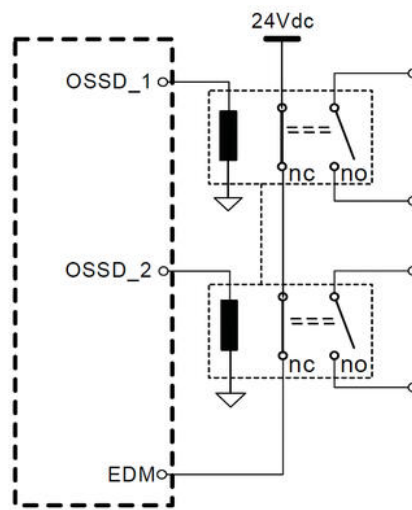 24Vdc
OSSD_1
nc
no
OSSD_2
nc
no
EDM